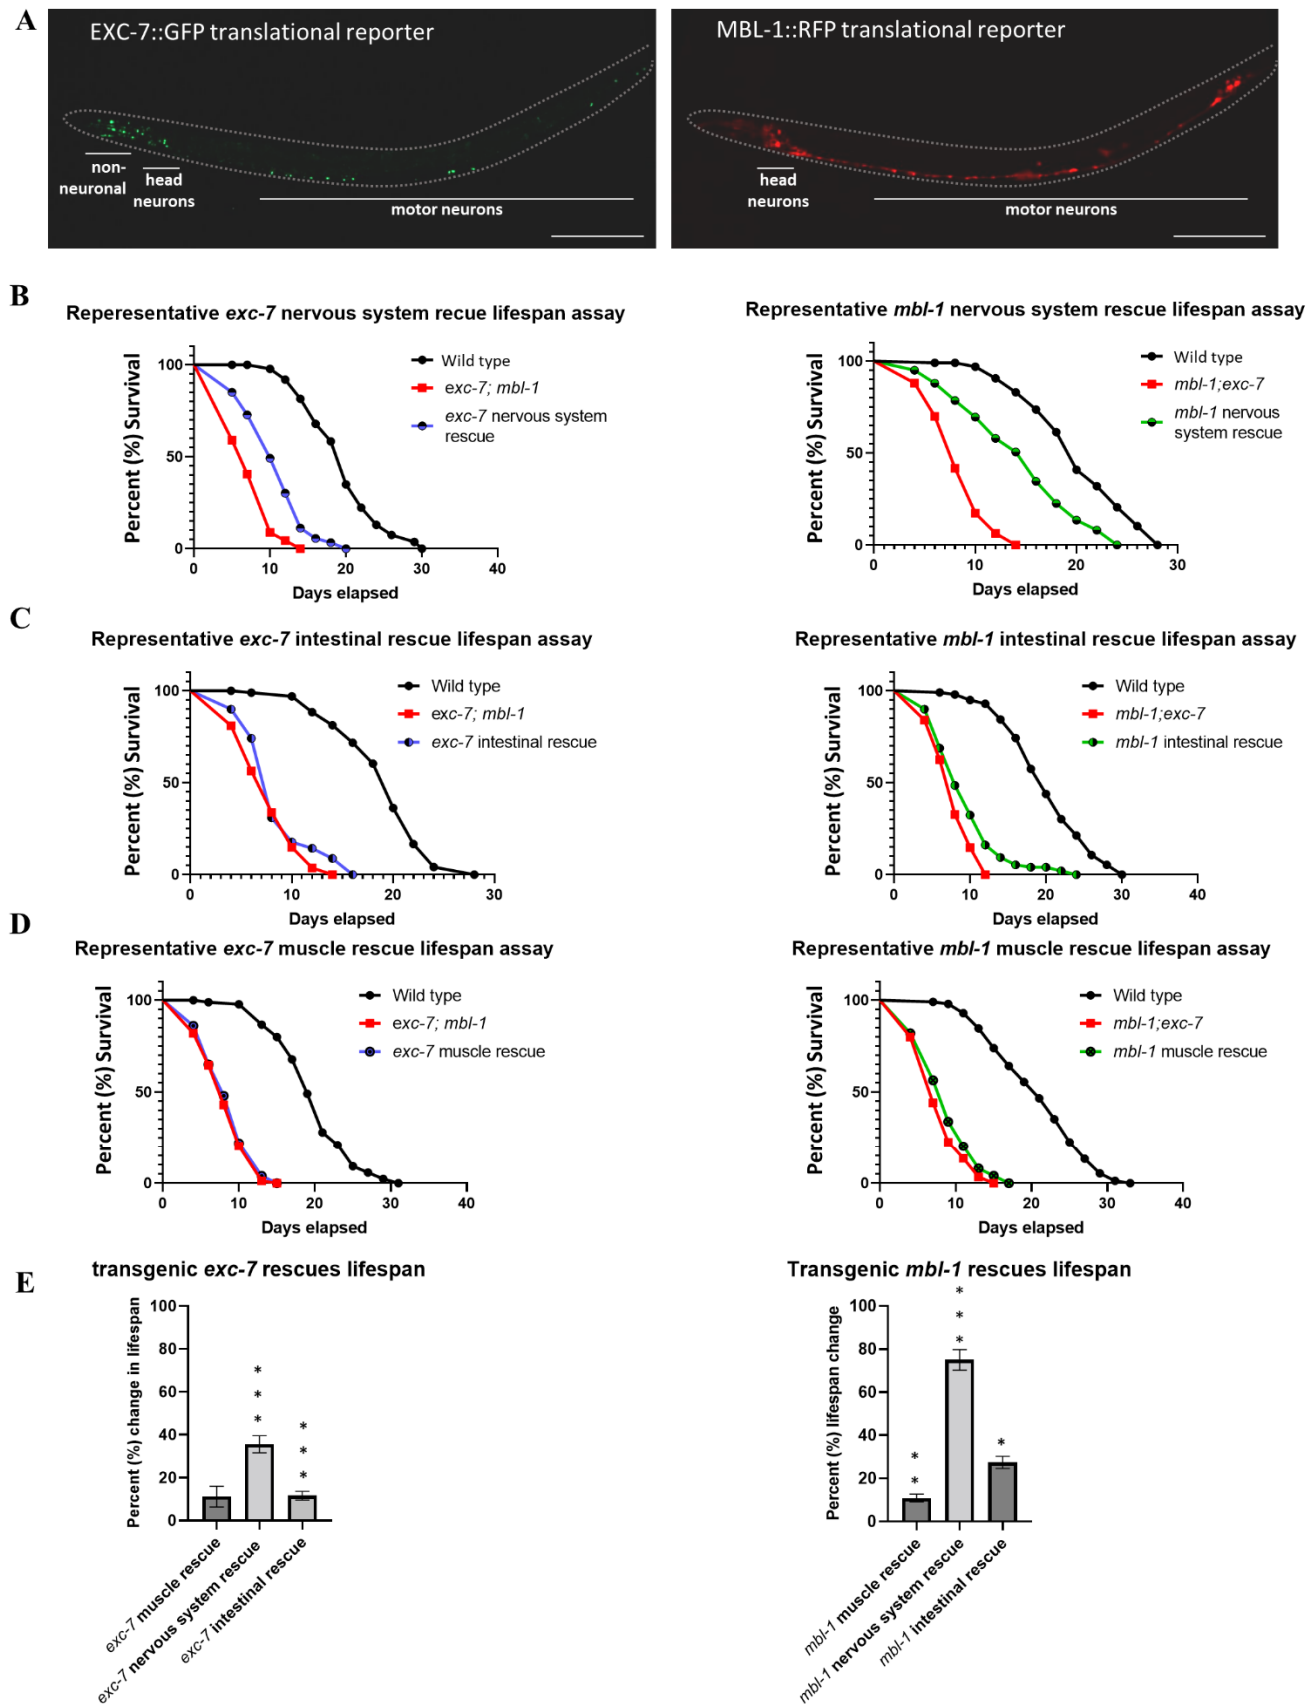 A
EXC-7::GFP translational reporter
non-
neuronal
head
neurons
motor neurons
MBL-1::RFP translational reporter
head
neurons
motor neurons
B
Reperesentative exc-7 nervous system recue lifespan assay
Percent (%) Survival
100
50
0
0 10 20 30 40
Days elapsed
Wild type
exc-7; mbl-1
exc-7 nervous system
rescue
Representative mbl-1 nervous system rescue lifespan assay
Percent (%) Survival
100
50
0
0 10 20 30
Days elapsed
Wild type
mbl-1;exc-7
mbl-1 nervous
system rescue
C
Representative exc-7 intestinal rescue lifespan assay
Percent (%) Survival
100
50
0
0 10 20 30
Days elapsed
Wild type
exc-7; mbl-1
exc-7 intestinal rescue
Representative mbl-1 intestinal rescue lifespan assay
Percent (%) Survival
100
50
0
0 10 20 30 40
Days elapsed
Wild type
mbl-1;exc-7
mbl-1 intestinal rescue
D
Representative exc-7 muscle rescue lifespan assay
Percent (%) Survival
100
50
0
0 10 20 30 40
Days elapsed
Wild type
exc-7; mbl-1
exc-7 muscle rescue
Representative mbl-1 muscle rescue lifespan assay
Percent (%) Survival
100
50
0
0 10 20 30 40
Days elapsed
Wild type
mbl-1;exc-7
mbl-1 muscle rescue
E
transgenic exc-7 rescues lifespan
Percent (%) change in lifespan
100
80
60
40
20
0
* * *
* * *
exc-7 muscle rescue
exc-7 nervous system rescue
exc-7 intestinal rescue
Transgenic mbl-1 rescues lifespan
Percent (%) lifespan change
100
80
60
40
20
0
* *
* * *
*
mbl-1 muscle rescue
mbl-1 nervous system rescue
mbl-1 intestinal rescue